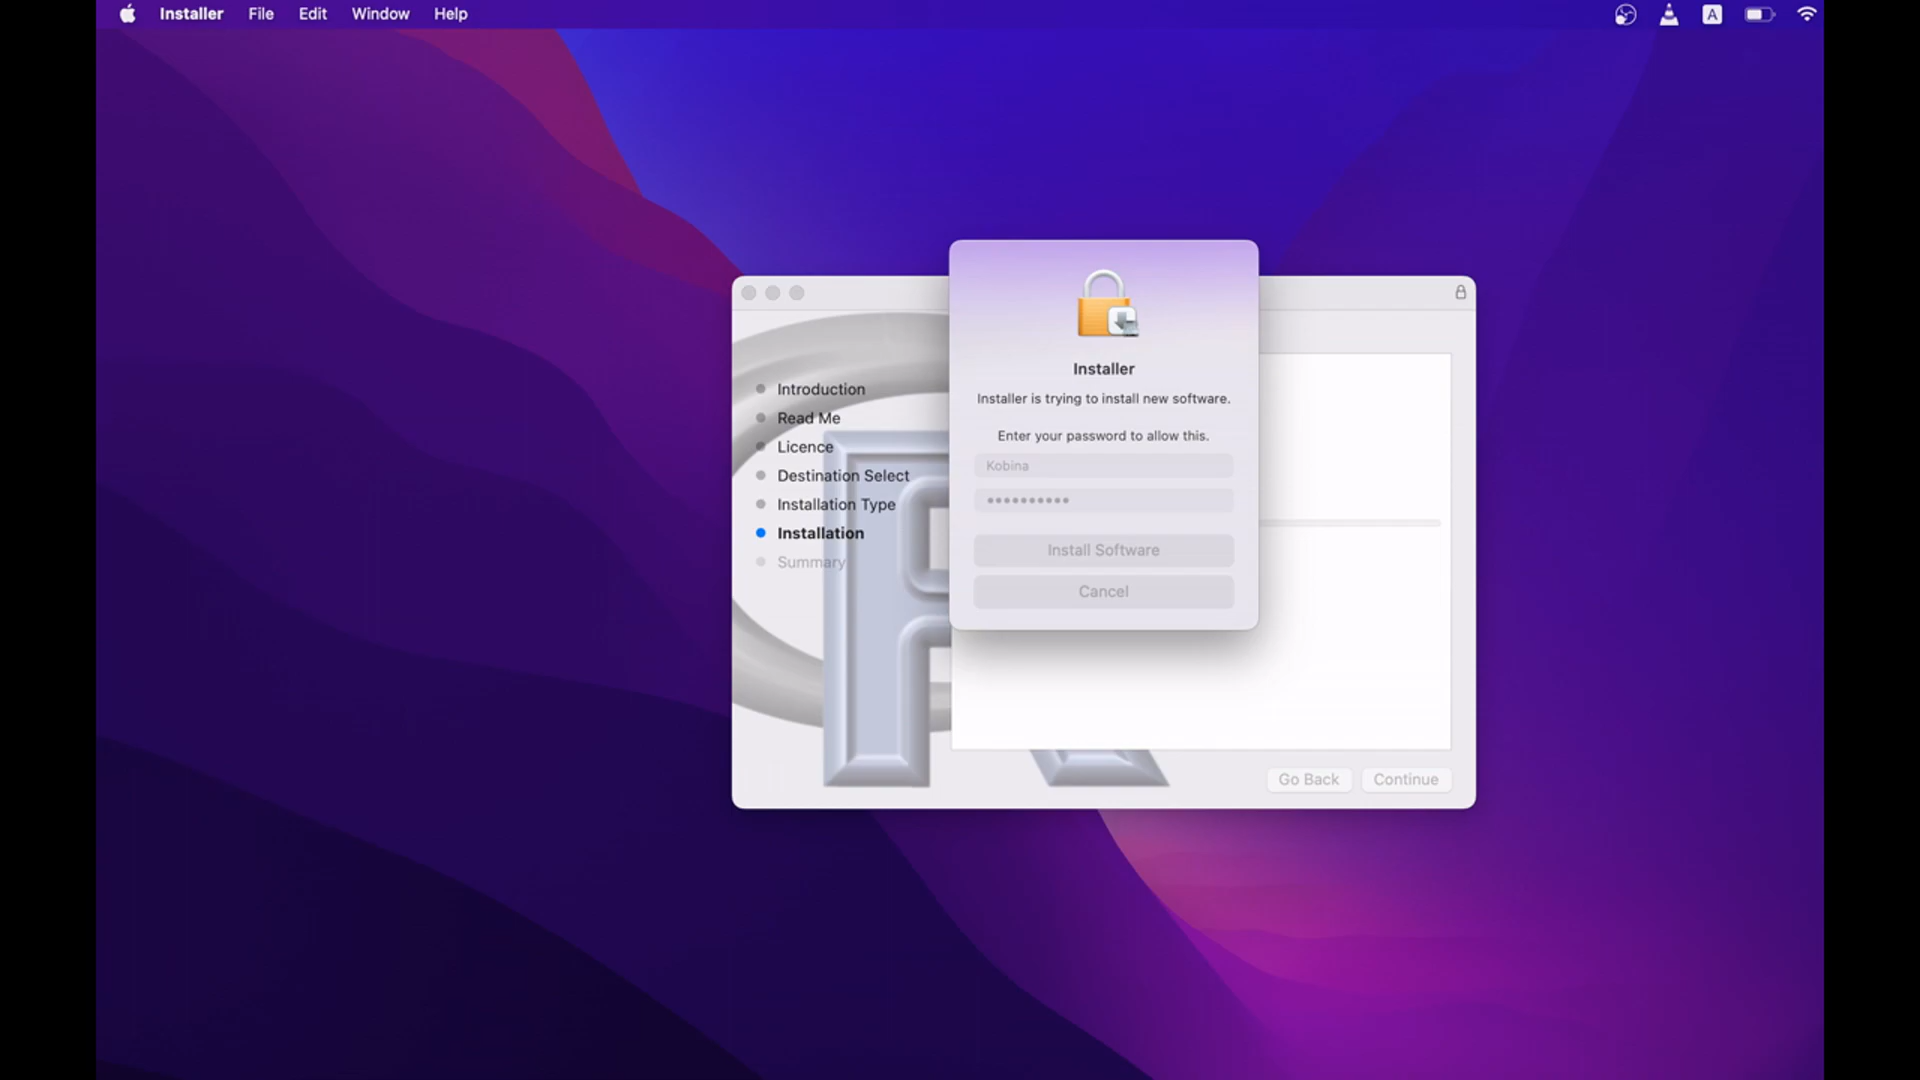 Installer File Edit Window Help A
Installer
Installer is trying to install new software.
Enter your password to allow this.
Kobina
••••••••••
Install Software
Cancel
Introduction
Read Me
Licence
Destination Select
Installation Type
Installation
Summary
R
Go Back Continue